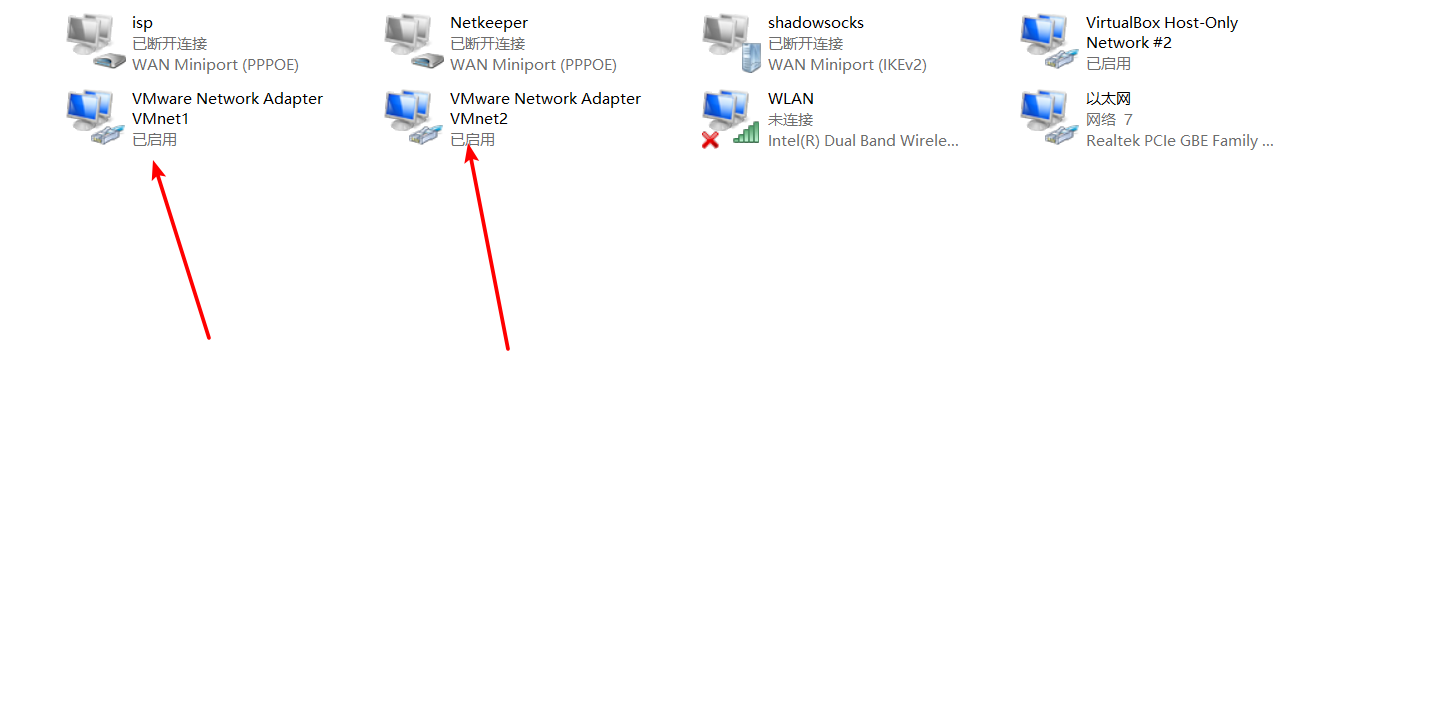 isp
已断开连接
WAN Miniport (PPPOE)
Netkeeper
已断开连接
WAN Miniport (PPPOE)
shadowsocks
已断开连接
WAN Miniport (IKEv2)
VirtualBox Host-Only
Network #2
已启用
VMware Network Adapter
VMnet1
已启用
VMware Network Adapter
VMnet2
已启用
WLAN
未连接
Intel(R) Dual Band Wirele...
以太网
网络 7
Realtek PCIe GBE Family ...